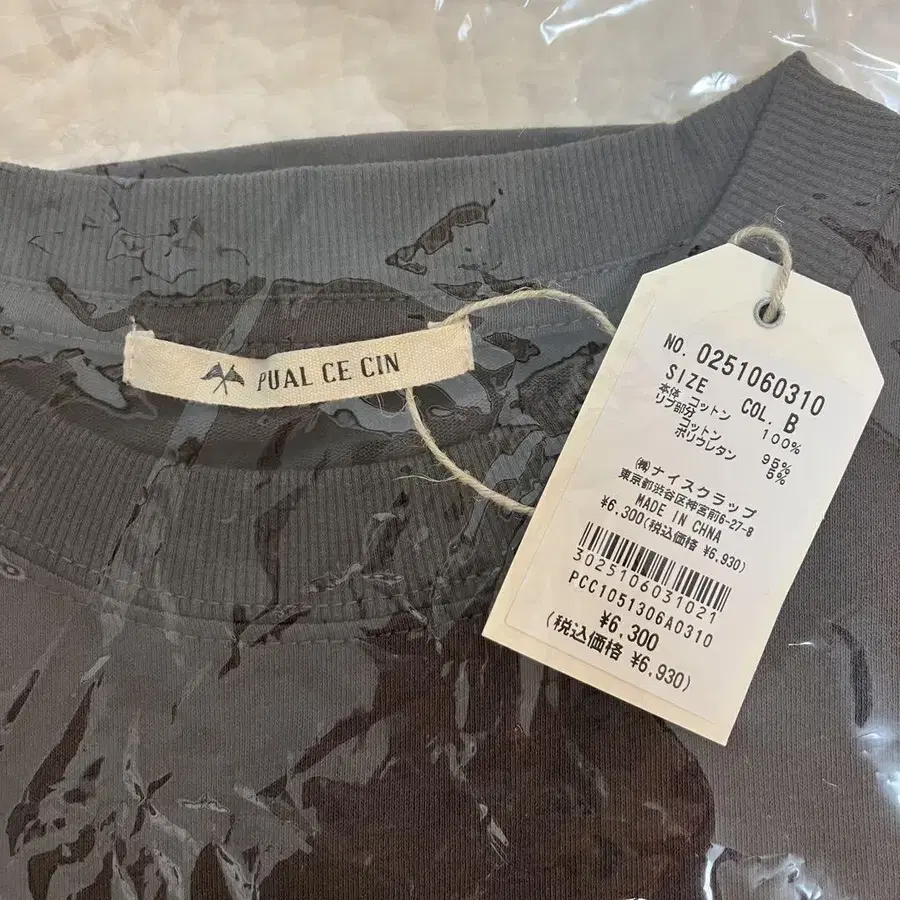 PUAL CE CIN
NO. 0251060310
SIZE COL. B
本体 コットン 100%
リブ部分
コットン 95%
ポリウレタン 5%
㈱ナイスクラップ
東京都渋谷区神宮前6-27-8
MADE IN CHNA
¥6,300(税込価格 ¥6,930)
3025106031021
PCC1051306A0310
¥6,300
(税込価格 ¥6,930)